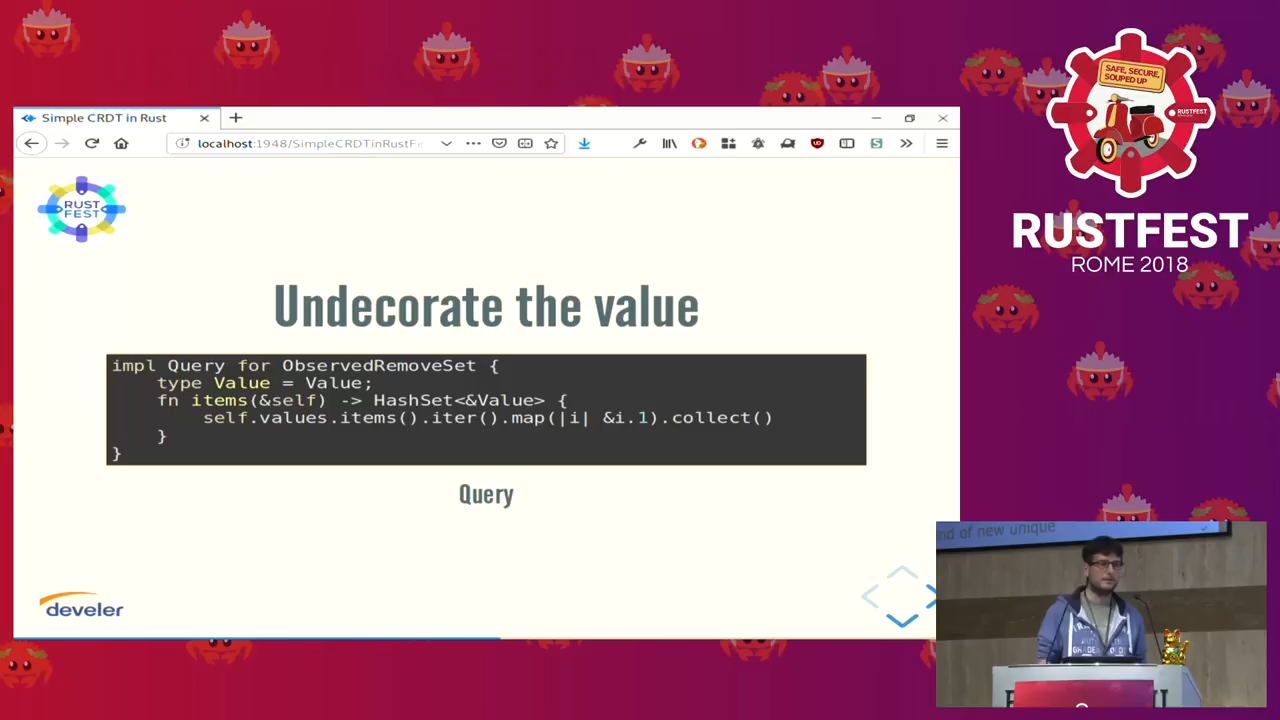 Simple CRDT in Rust
localhost:1948/SimpleCRDTinRustFe
RUST
FEST
Undecorate the value
impl Query for ObservedRemoveSet {
type Value = Value;
fn items(&self) -> HashSet<&Value> {
self.values.items().iter().map(|i| &i.1).collect()
}
}
Query
develer
SAFE, SECURE,
SOUPED UP
RUSTFEST
RUSTFEST
ROME 2018
nd of new unique